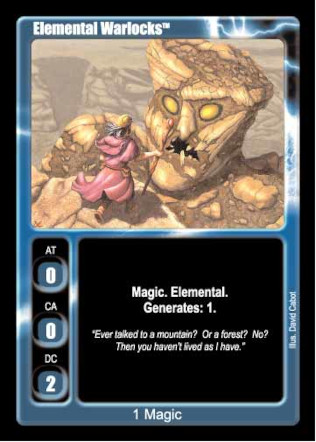 Elemental Warlocks™
AT
0
CA
0
DC
2
Magic. Elemental.
Generates: 1.
"Ever talked to a mountain? Or a forest? No?
Then you haven't lived as I have."
Illus. David Cabot
1 Magic